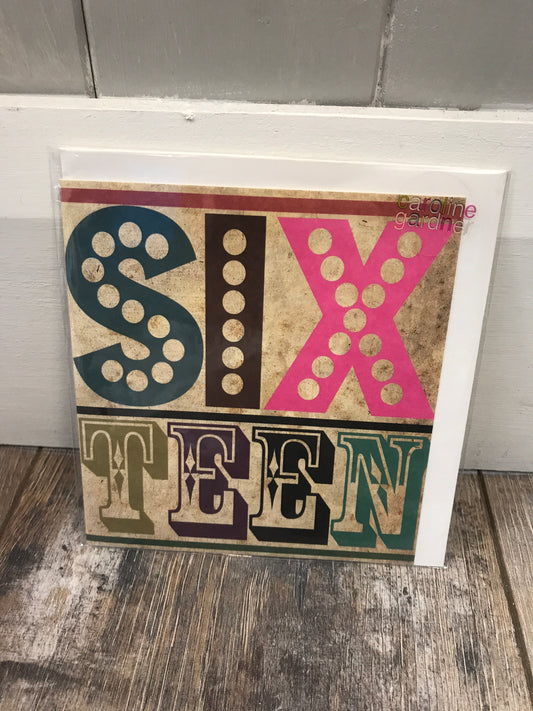 caroline
gardner
SIX
TEEN